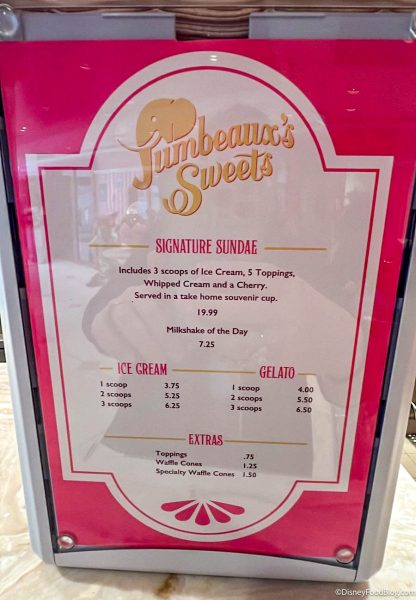 Jumbeaux's
Sweets
SIGNATURE SUNDAE
Includes 3 scoops of Ice Cream, 5 Toppings,
Whipped Cream and a Cherry.
Served in a take home souvenir cup.
19.99
Milkshake of the Day
7.25
ICE CREAM
1 scoop 3.75
2 scoops 5.25
3 scoops 6.25
GELATO
1 scoop 4.00
2 scoops 5.50
3 scoops 6.50
EXTRAS
Toppings .75
Waffle Cones 1.25
Specialty Waffle Cones 1.50
©DisneyFoodBlog.com